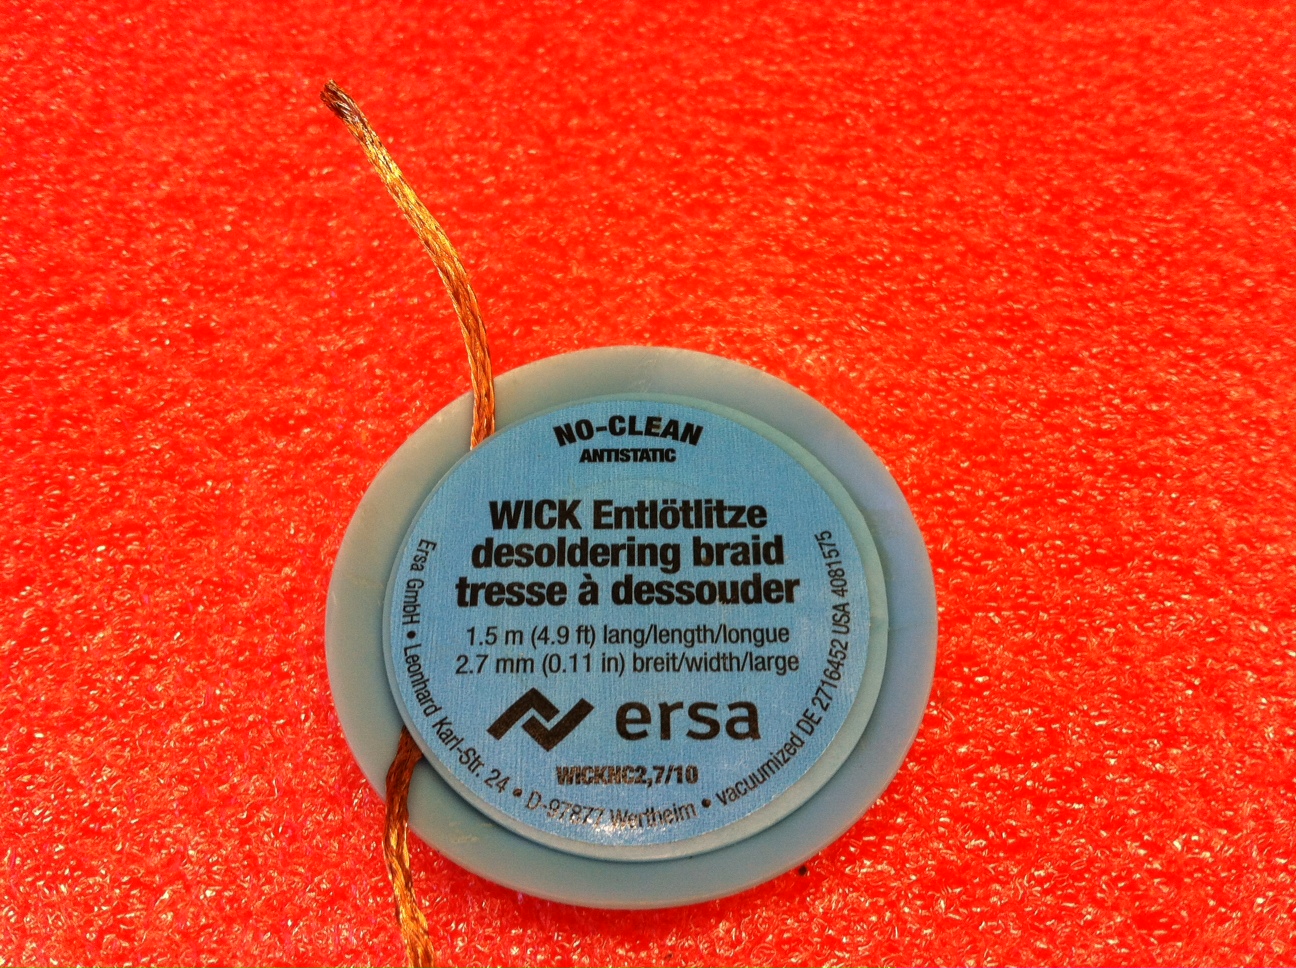 NO-CLEAN
ANTISTATIC
WICK Entlötlitze
desoldering braid
tresse à dessouder
1.5 m (4.9 ft) lang/length/longue
2.7 mm (0.11 in) breit/width/large
ersa
WICKNC2,7/10
Ersa GmbH • Leonhard Karl-Str. 24 • D-97877 Wertheim • vacuumized DE 2716452 USA 4081575